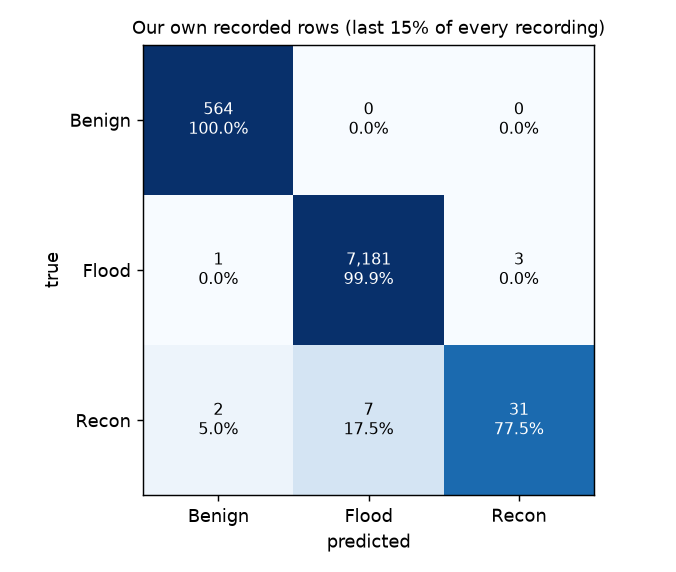 Our own recorded rows (last 15% of every recording)
Benign
564
100.0%
0
0.0%
0
0.0%
true
Flood
1
0.0%
7,181
99.9%
3
0.0%
Recon
2
5.0%
7
17.5%
31
77.5%
Benign
Flood
Recon
predicted